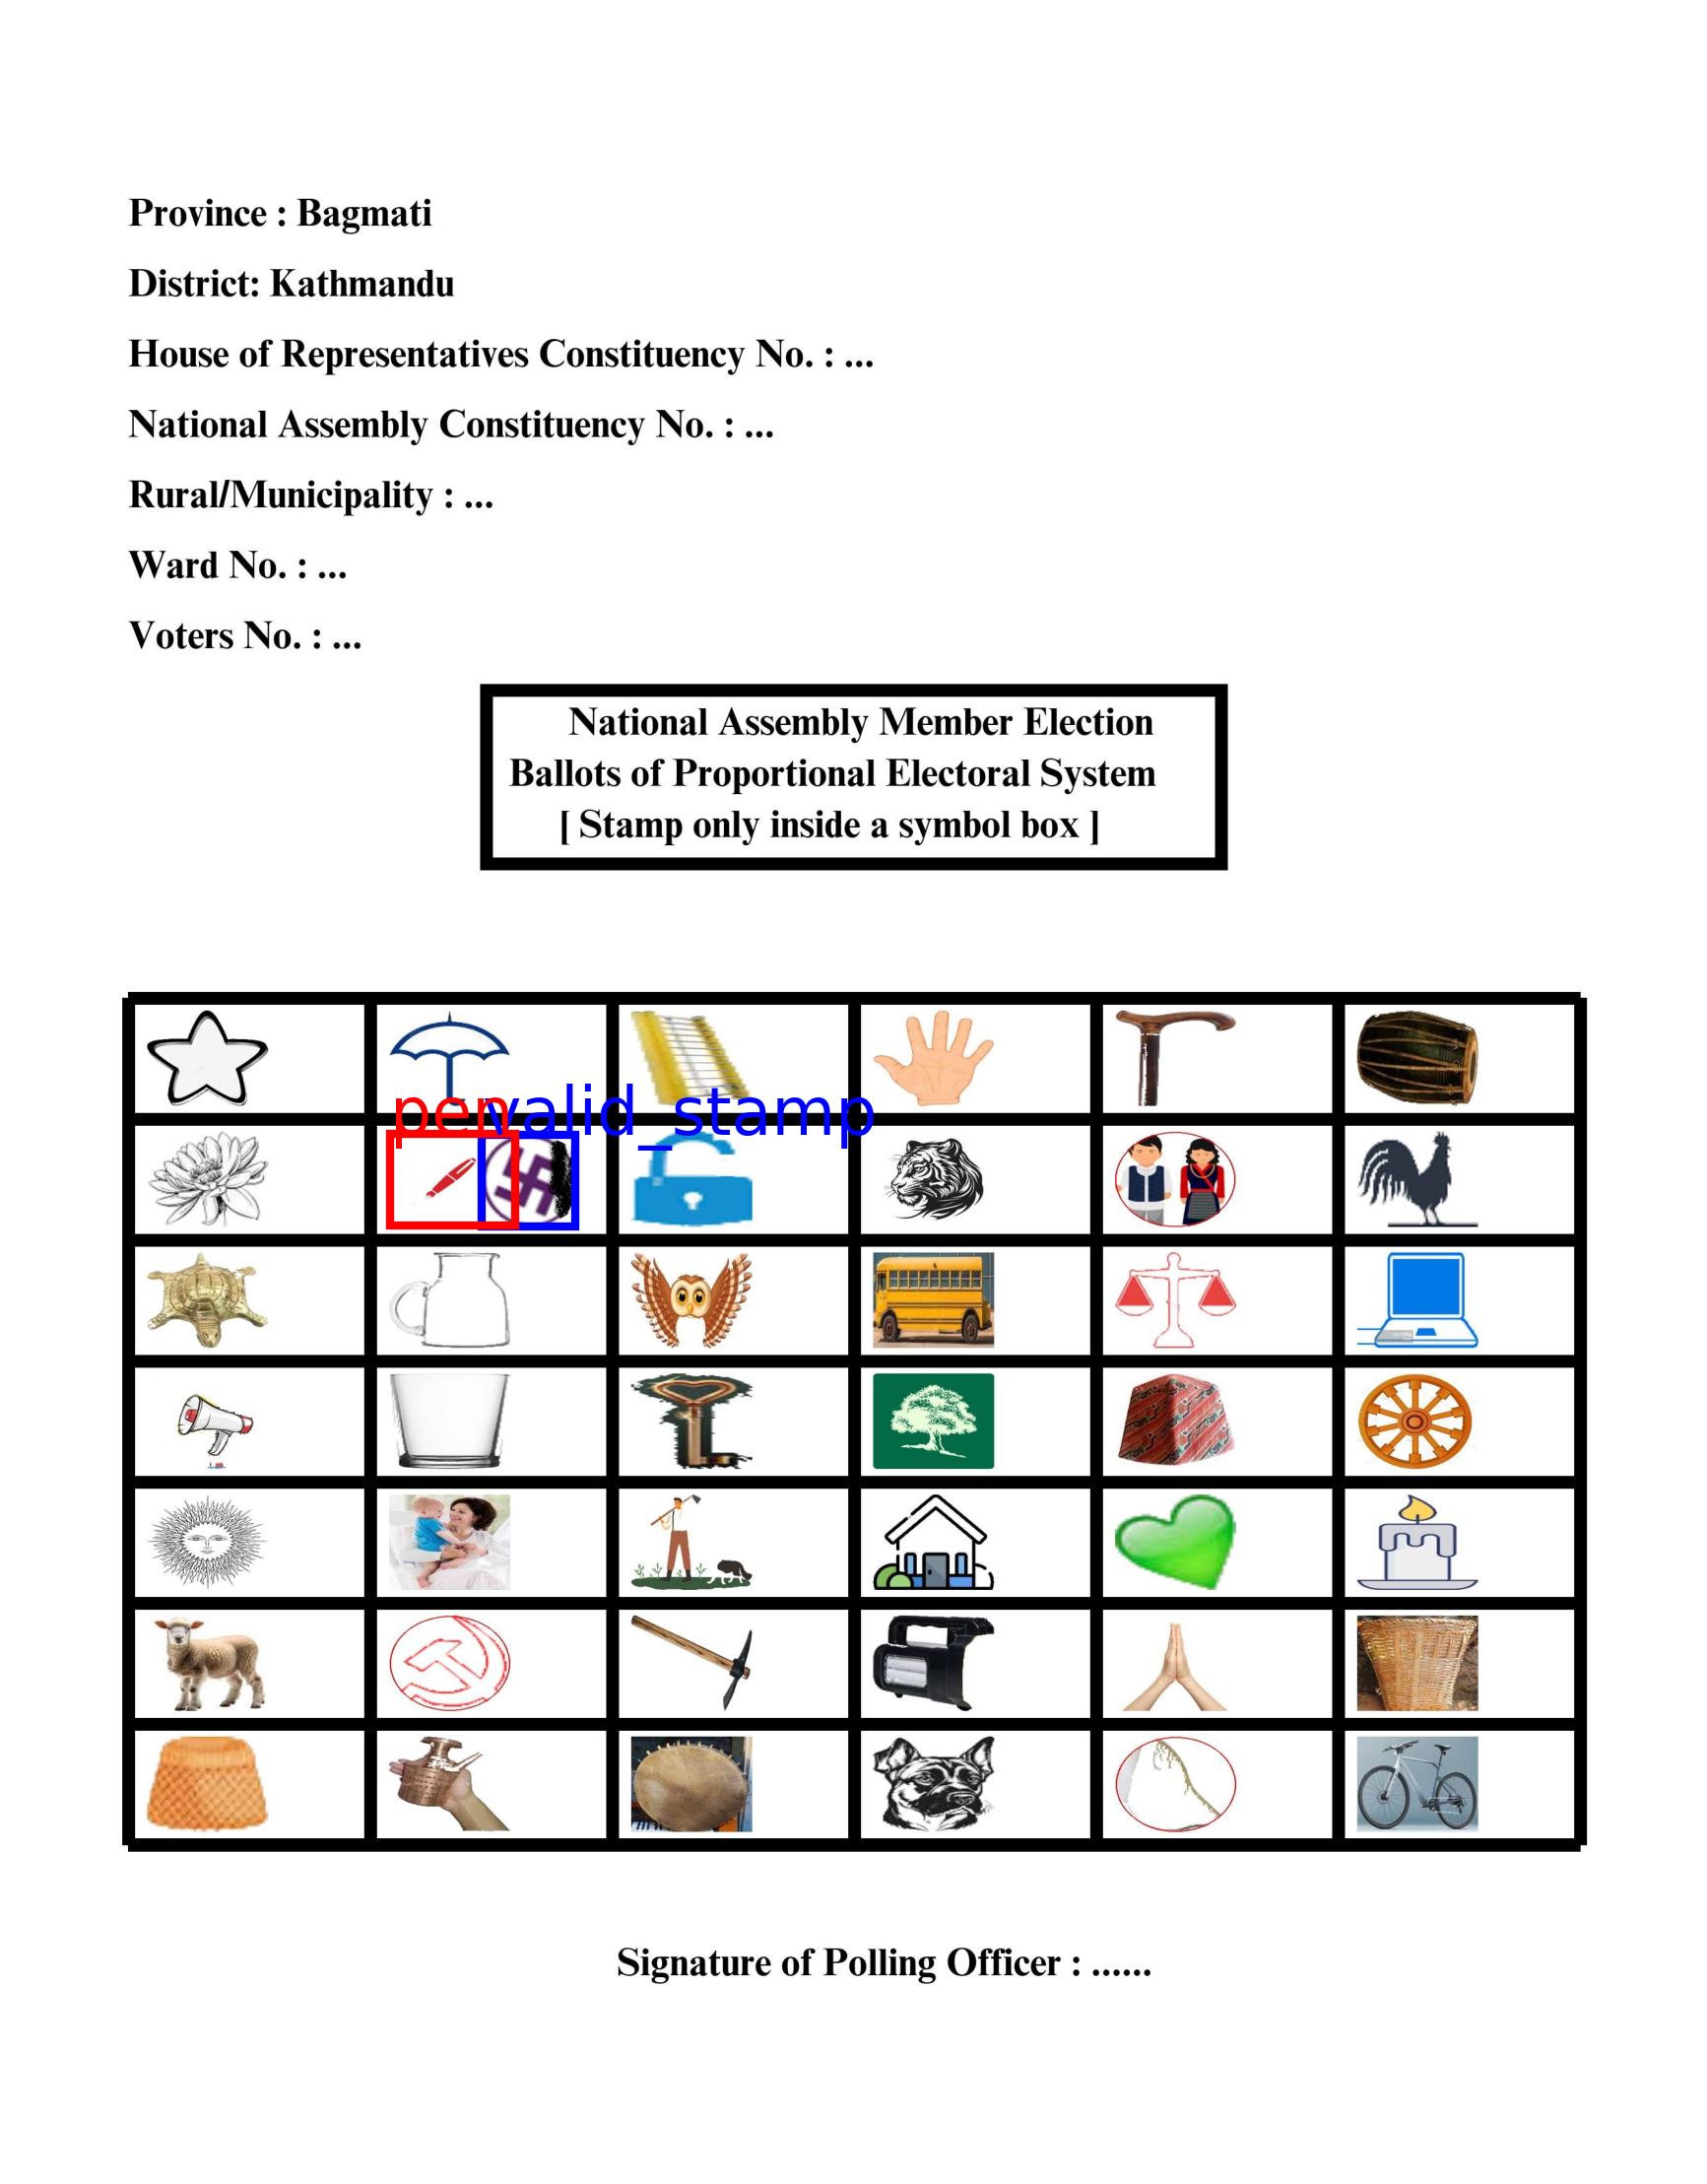 Province : Bagmati
District: Kathmandu
House of Representatives Constituency No. : ...
National Assembly Constituency No. : ...
Rural/Municipality : ...
Ward No. : ...
Voters No. : ...
National Assembly Member Election
Ballots of Proportional Electoral System
[ Stamp only inside a symbol box ]
pen valid_stamp
Signature of Polling Officer : ......